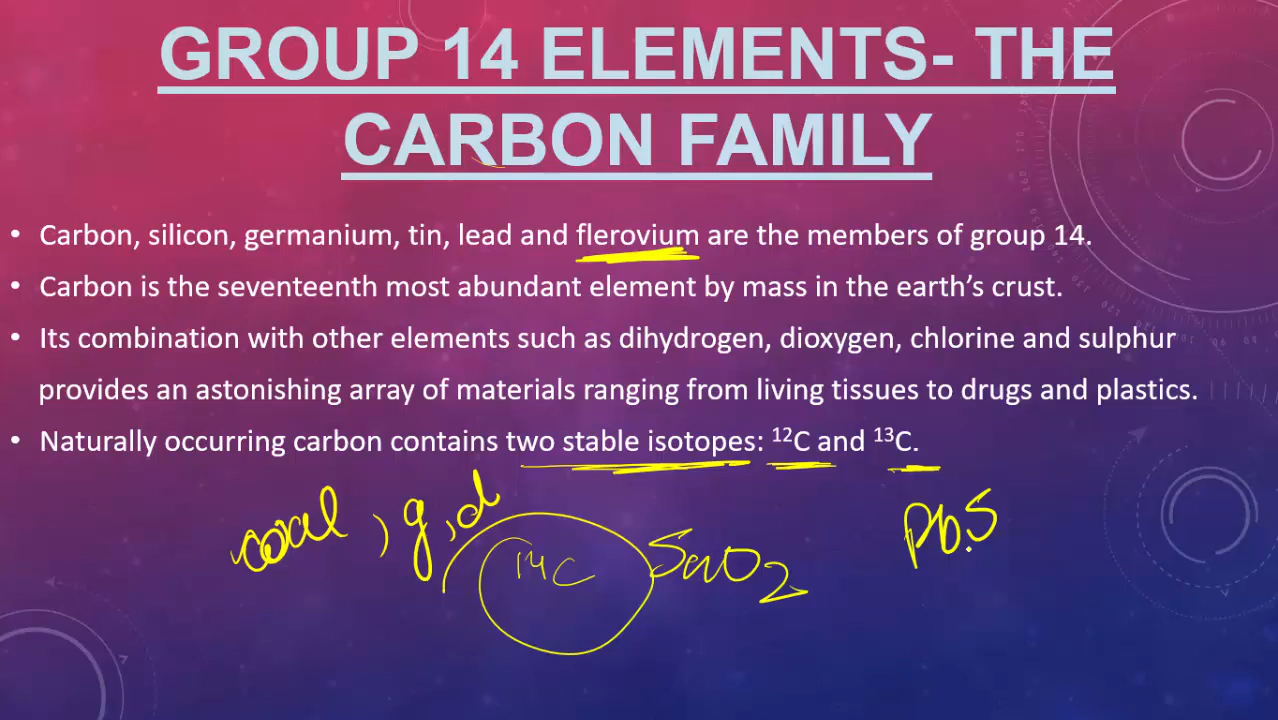 GROUP 14 ELEMENTS- THE
CARBON FAMILY
• Carbon, silicon, germanium, tin, lead and flerovium are the members of group 14.
• Carbon is the seventeenth most abundant element by mass in the earth’s crust.
• Its combination with other elements such as dihydrogen, dioxygen, chlorine and sulphur
provides an astonishing array of materials ranging from living tissues to drugs and plastics.
• Naturally occurring carbon contains two stable isotopes: ¹²C and ¹³C.
coal, g, d
¹⁴C
SnO₂
PbS